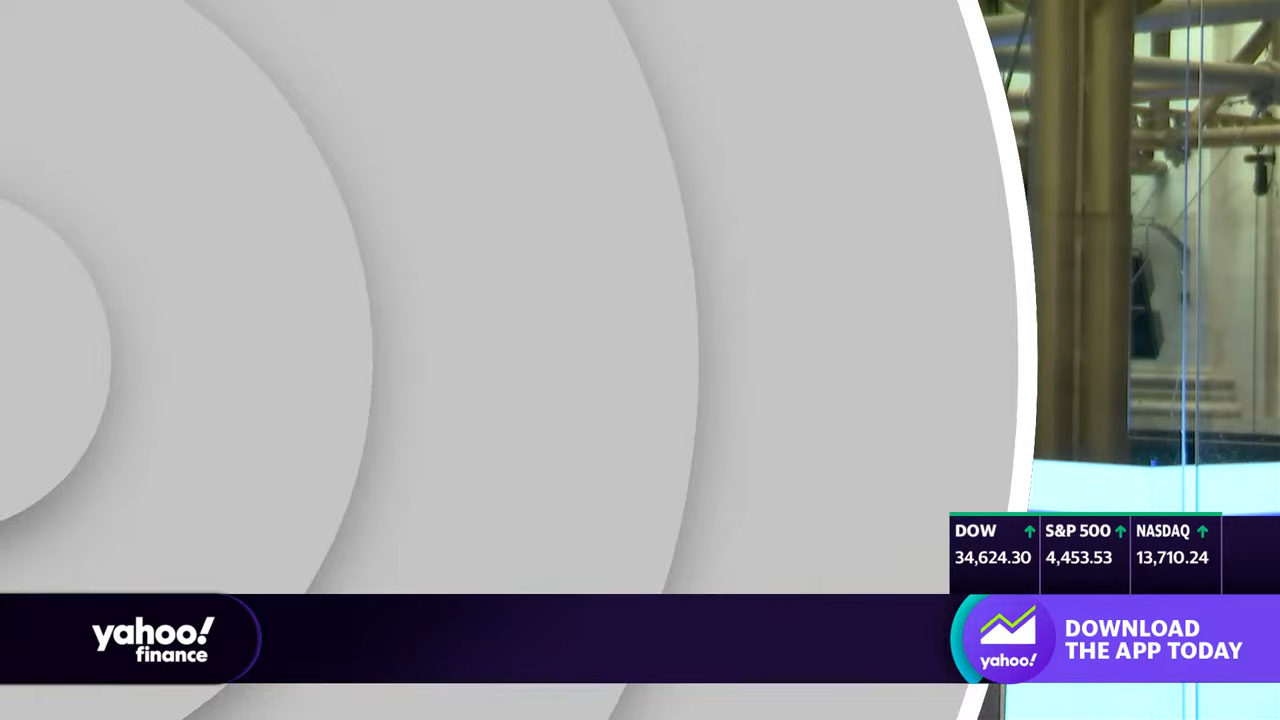 DOW
34,624.30
S&P 500
4,453.53
NASDAQ
13,710.24
yahoo!
finance
yahoo!
DOWNLOAD
THE APP TODAY